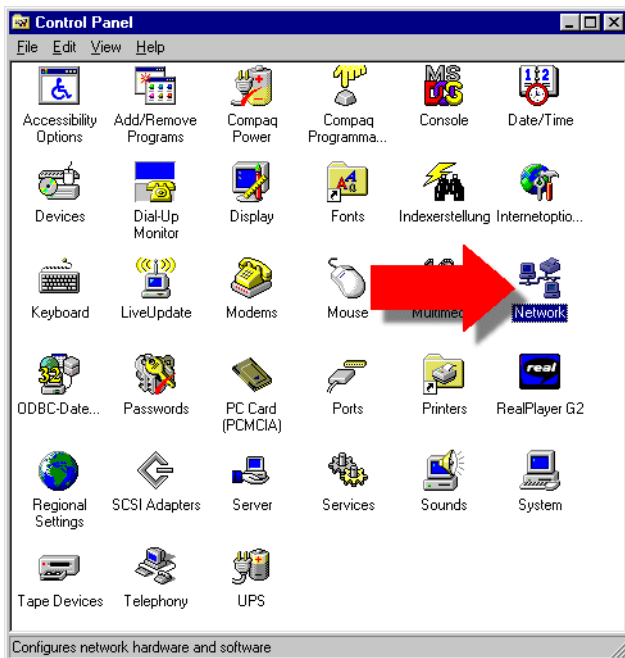 Control Panel
File Edit View Help
Accessibility Options
Add/Remove Programs
Compaq Power
Compaq Programma...
Console
Date/Time
Devices
Dial-Up Monitor
Display
Fonts
Indexerstellung
Internetoptio...
Keyboard
LiveUpdate
Modems
Mouse
Network
ODBC-Date...
Passwords
PC Card (PCMCIA)
Ports
Printers
RealPlayer G2
Regional Settings
SCSI Adapters
Server
Services
Sounds
System
Tape Devices
Telephony
UPS
Configures network hardware and software